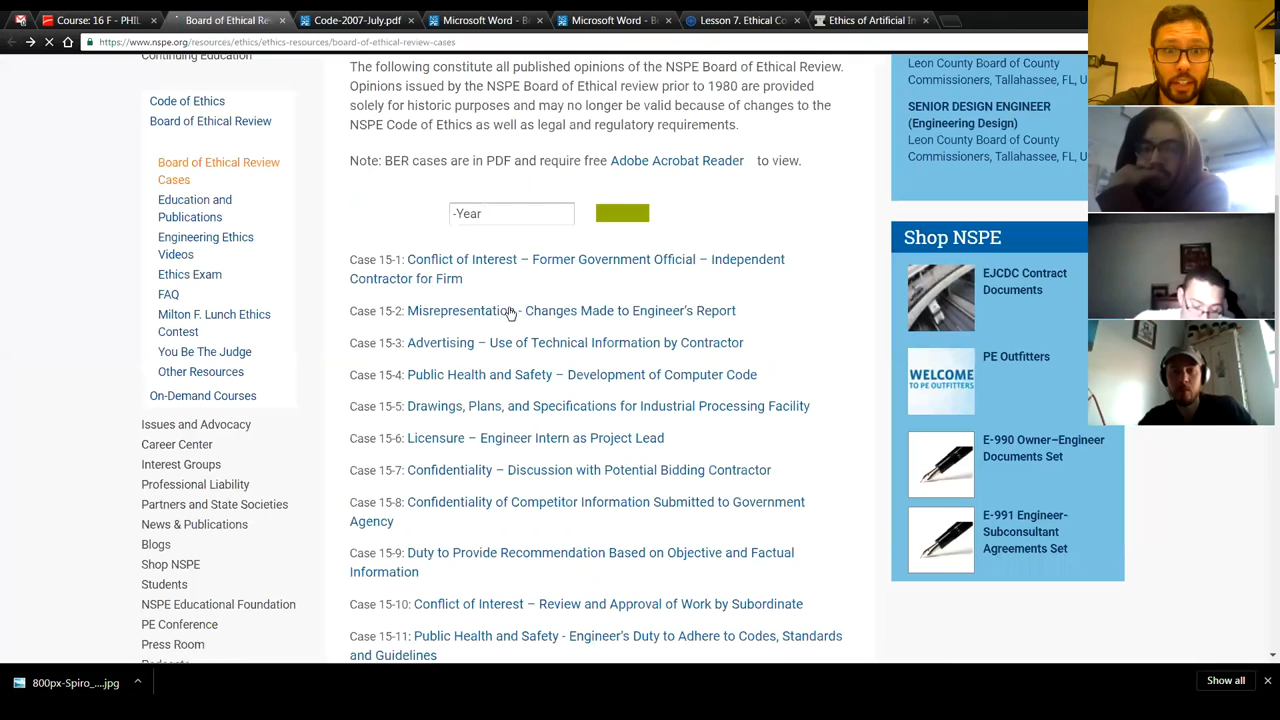 Course: 16 F - PHIL
Board of Ethical Rev
Code-2007-July.pdf
Microsoft Word - Be
Microsoft Word - Be
Lesson 7. Ethical Co
Ethics of Artificial In
https://www.nspe.org/resources/ethics/ethics-resources/board-of-ethical-review-cases
Continuing Education
Code of Ethics
Board of Ethical Review
Board of Ethical Review
Cases
Education and
Publications
Engineering Ethics
Videos
Ethics Exam
FAQ
Milton F. Lunch Ethics
Contest
You Be The Judge
Other Resources
On-Demand Courses
Issues and Advocacy
Career Center
Interest Groups
Professional Liability
Partners and State Societies
News & Publications
Blogs
Shop NSPE
Students
NSPE Educational Foundation
PE Conference
Press Room
The following constitute all published opinions of the NSPE Board of Ethical Review.
Opinions issued by the NSPE Board of Ethical review prior to 1980 are provided
solely for historic purposes and may no longer be valid because of changes to the
NSPE Code of Ethics as well as legal and regulatory requirements.
Note: BER cases are in PDF and require free Adobe Acrobat Reader to view.
-Year
Case 15-1: Conflict of Interest – Former Government Official – Independent
Contractor for Firm
Case 15-2: Misrepresentation - Changes Made to Engineer's Report
Case 15-3: Advertising – Use of Technical Information by Contractor
Case 15-4: Public Health and Safety – Development of Computer Code
Case 15-5: Drawings, Plans, and Specifications for Industrial Processing Facility
Case 15-6: Licensure – Engineer Intern as Project Lead
Case 15-7: Confidentiality – Discussion with Potential Bidding Contractor
Case 15-8: Confidentiality of Competitor Information Submitted to Government
Agency
Case 15-9: Duty to Provide Recommendation Based on Objective and Factual
Information
Case 15-10: Conflict of Interest – Review and Approval of Work by Subordinate
Case 15-11: Public Health and Safety - Engineer's Duty to Adhere to Codes, Standards
and Guidelines
Leon County Board of County
Commissioners, Tallahassee, FL, U
SENIOR DESIGN ENGINEER
(Engineering Design)
Leon County Board of County
Commissioners, Tallahassee, FL, U
Shop NSPE
EJCDC Contract
Documents
WELCOME
TO PE OUTFITTERS
PE Outfitters
E-990 Owner–Engineer
Documents Set
E-991 Engineer-
Subconsultant
Agreements Set
800px-Spiro_....jpg
Show all